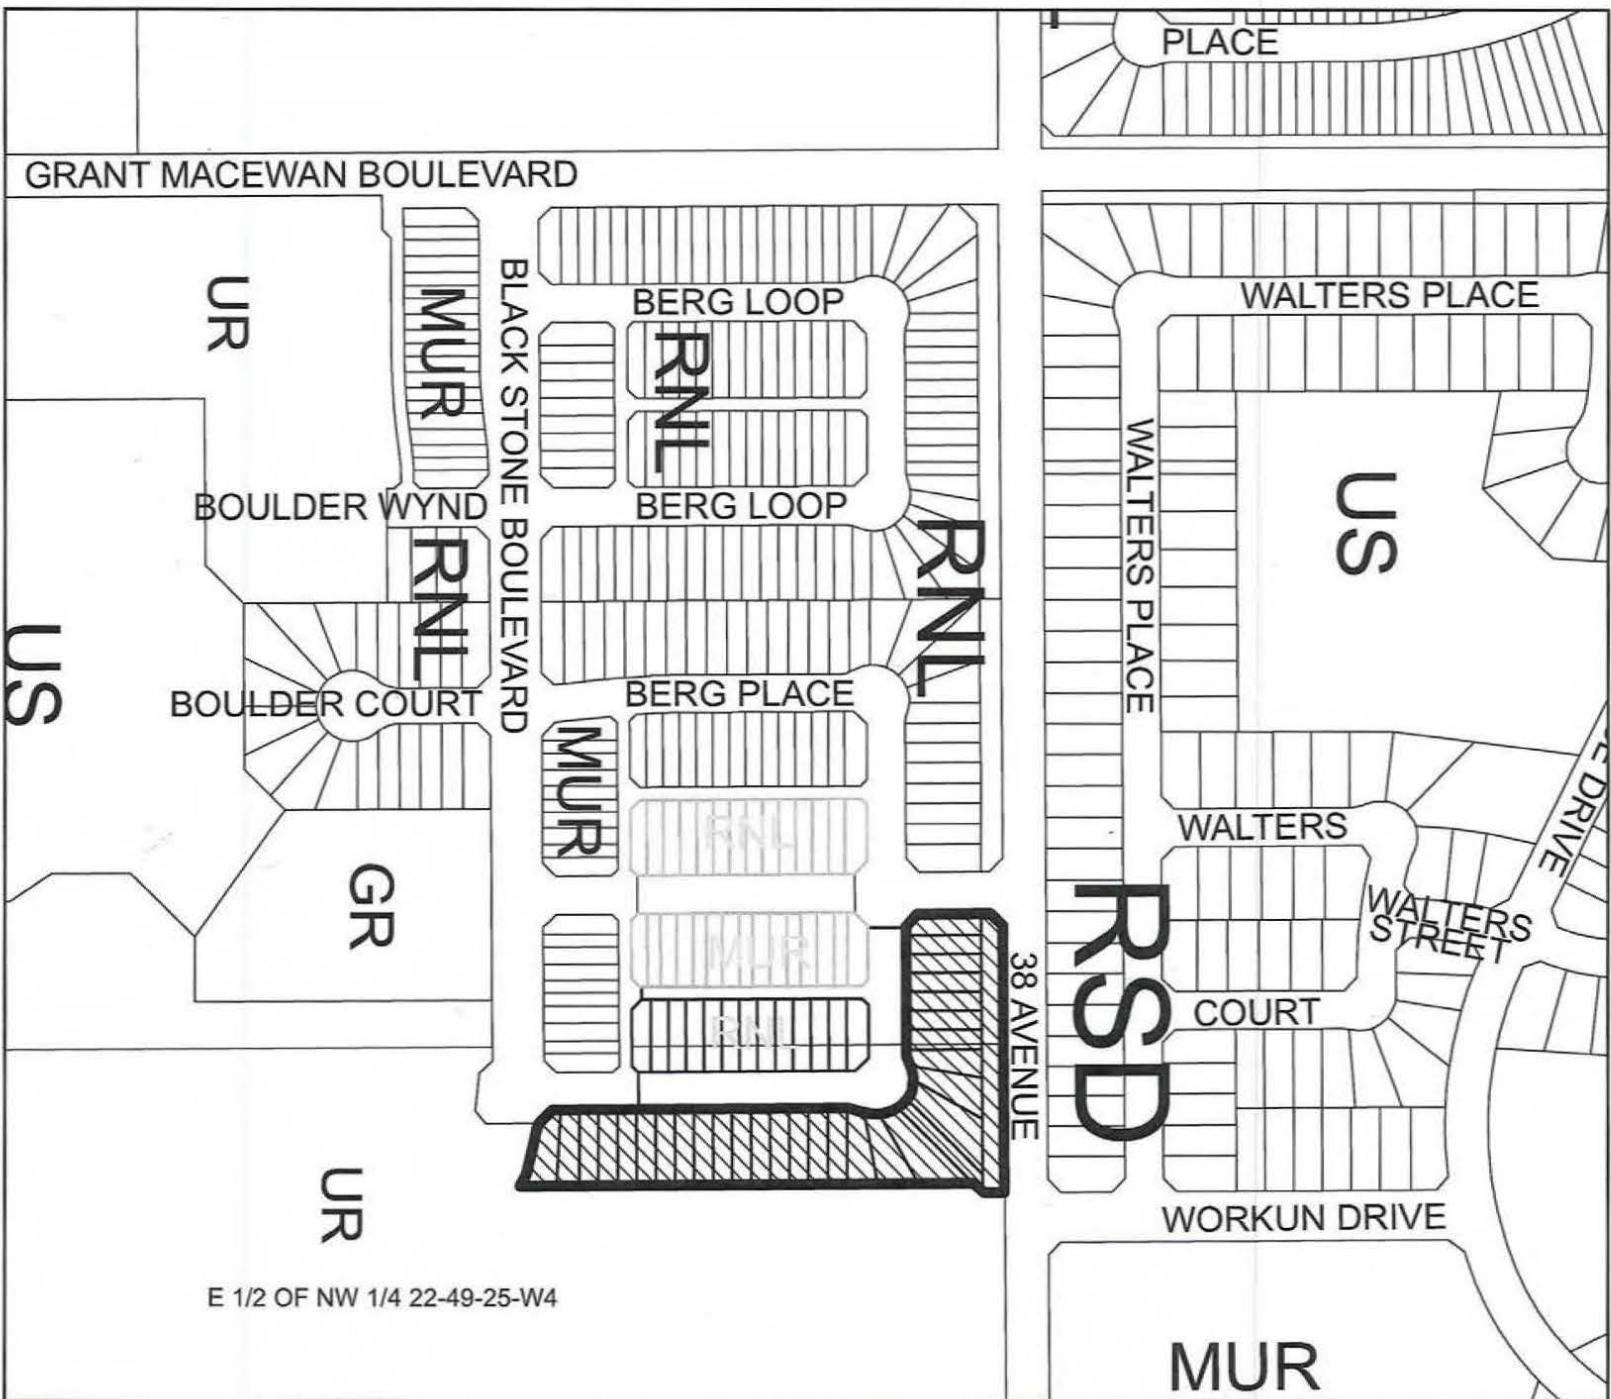 PLACE
GRANT MACEWAN BOULEVARD
UR
MUR
BLACK STONE BOULEVARD
BERG LOOP
RNL
WALTERS PLACE
BOULDER WYND
BERG LOOP
RNL
RNL
WALTERS PLACE
US
US
BOULDER COURT
BERG PLACE
MUR
RNL
WALTERS
DRIVE
GR
MUR
RNL
38 AVENUE
RSD
WALTERS
STREET
COURT
UR
WORKUN DRIVE
E 1/2 OF NW 1/4 22-49-25-W4
MUR